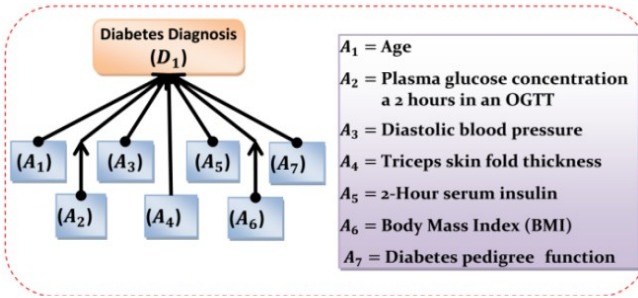 Diabetes Diagnosis
(D₁)
(A₁)
(A₃)
(A₅)
(A₇)
(A₂)
(A₄)
(A₆)
A₁ = Age
A₂ = Plasma glucose concentration
a 2 hours in an OGTT
A₃ = Diastolic blood pressure
A₄ = Triceps skin fold thickness
A₅ = 2-Hour serum insulin
A₆ = Body Mass Index (BMI)
A₇ = Diabetes pedigree function